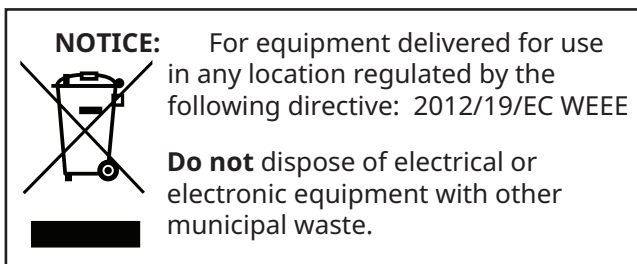 NOTICE: For equipment delivered for use
in any location regulated by the
following directive: 2012/19/EC WEEE
Do not dispose of electrical or
electronic equipment with other
municipal waste.